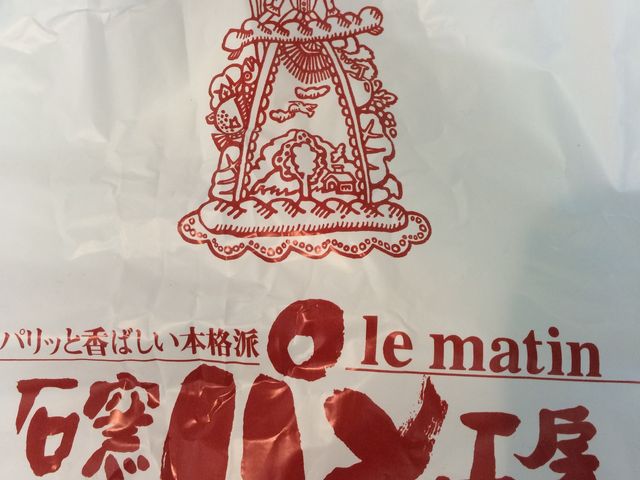 パリッと香ばしい本格派
le matin
石窯パン工房